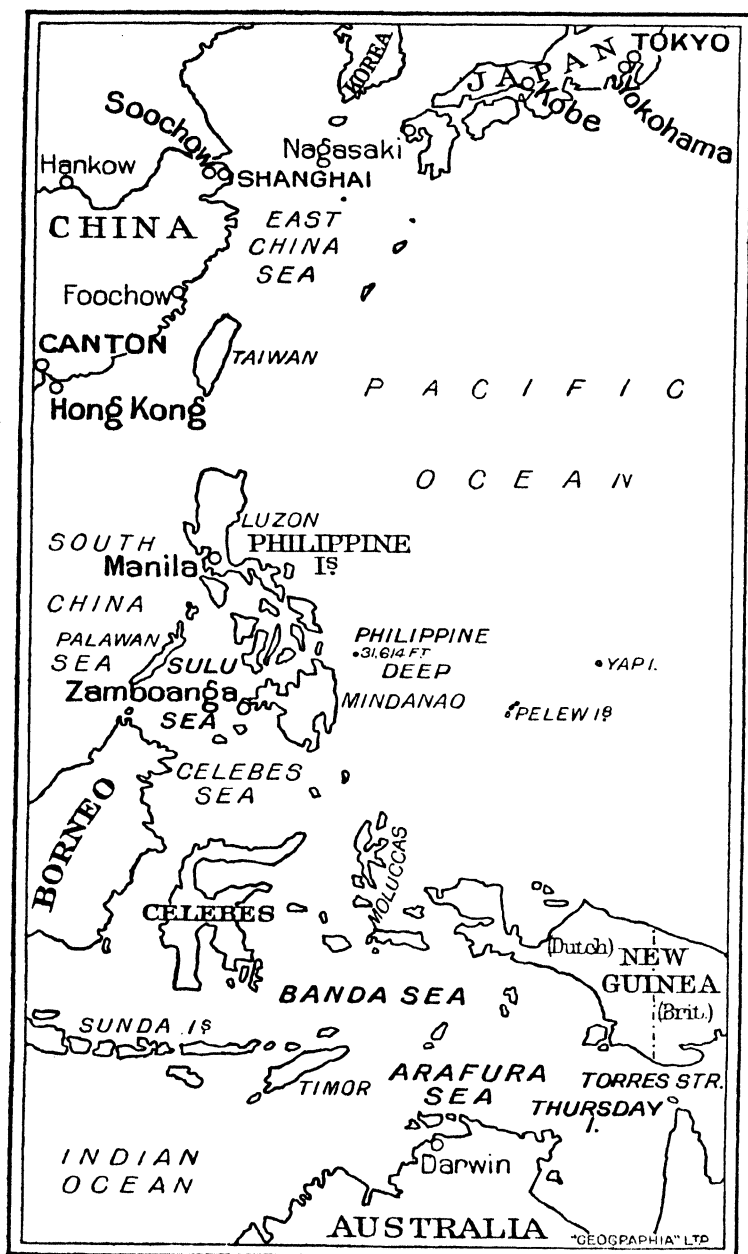 KOREA
JAPAN
TOKYO
Kobe
Yokohama
Soochow
Nagasaki
Hankow
SHANGHAI
CHINA
EAST
CHINA
SEA
Foochow
CANTON
TAIWAN
Hong Kong
PACIFIC
OCEAN
LUZON
SOUTH
PHILIPPINE
Is.
Manila
CHINA
PALAWAN
SEA
SULU
PHILIPPINE
31,614 FT
DEEP
YAP I.
Zamboanga
MINDANAO
SEA
PELEW Is
CELEBES
SEA
BORNEO
MOLUCCAS
CELEBES
(Dutch)
NEW
GUINEA
(Brit.)
BANDA SEA
SUNDA Is
TIMOR
ARAFURA
SEA
TORRES STR.
THURSDAY
I.
INDIAN
OCEAN
Darwin
AUSTRALIA
"GEOGRAPHIA" LTD